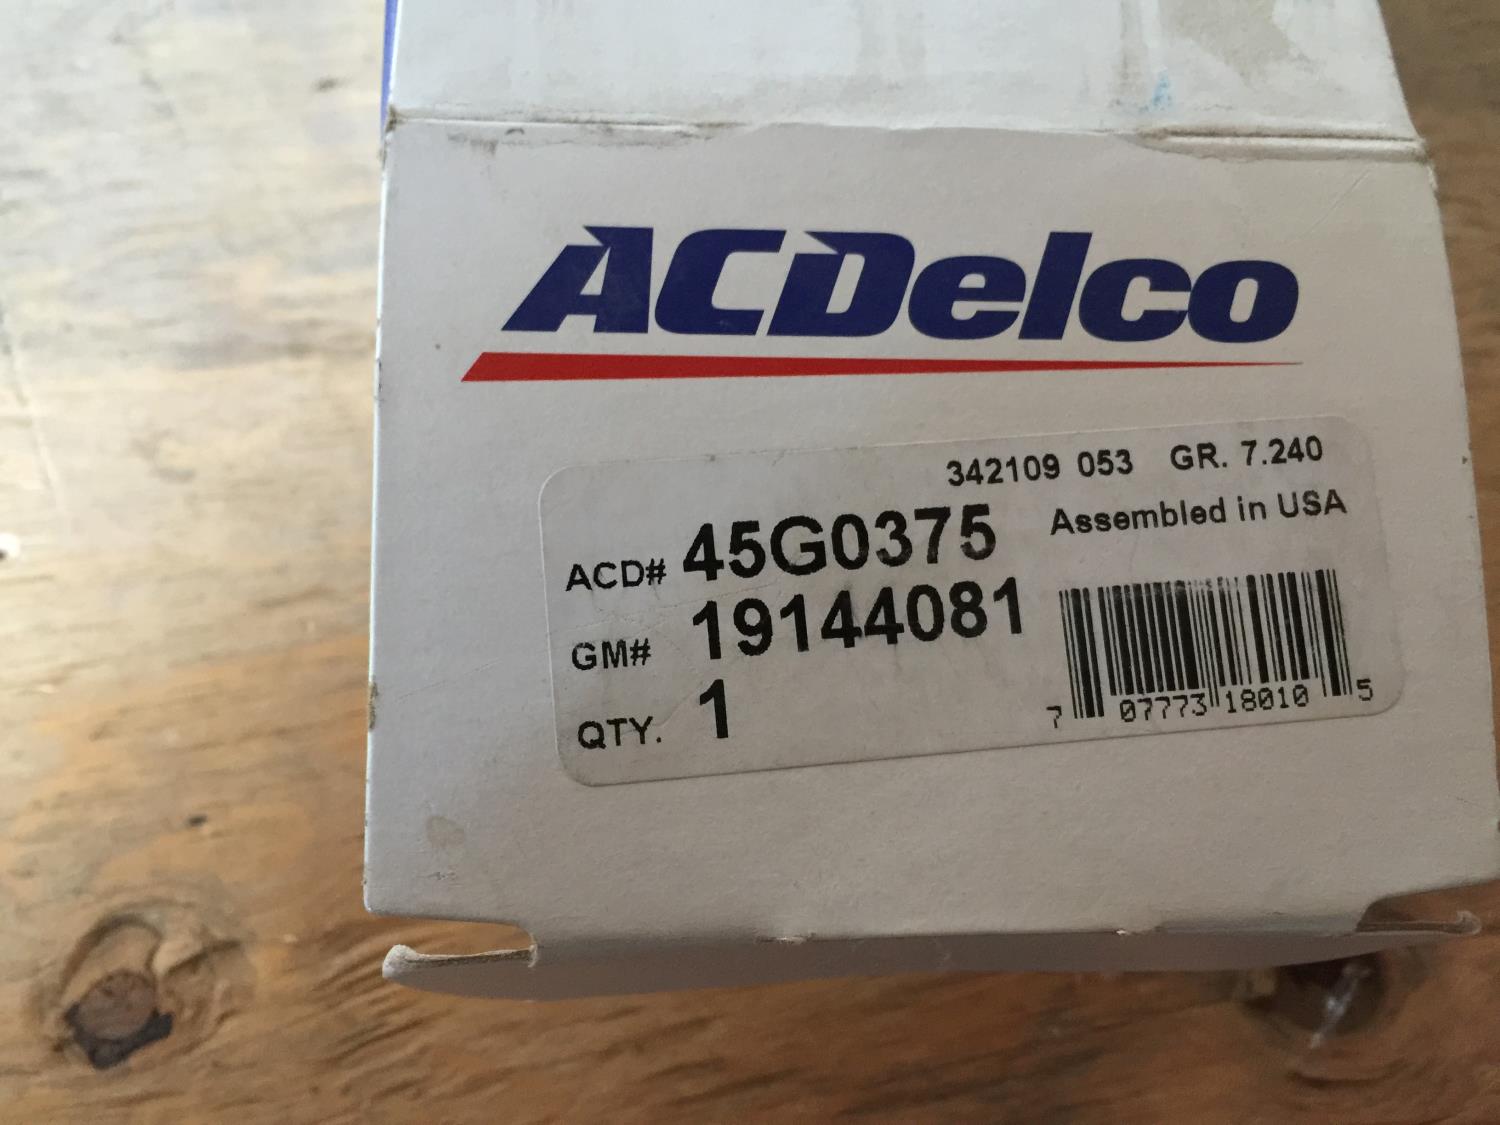 ACDelco
342109 053 GR. 7.240
ACD# 45G0375 Assembled in USA
GM# 19144081
QTY. 1
7 07773 18010 5